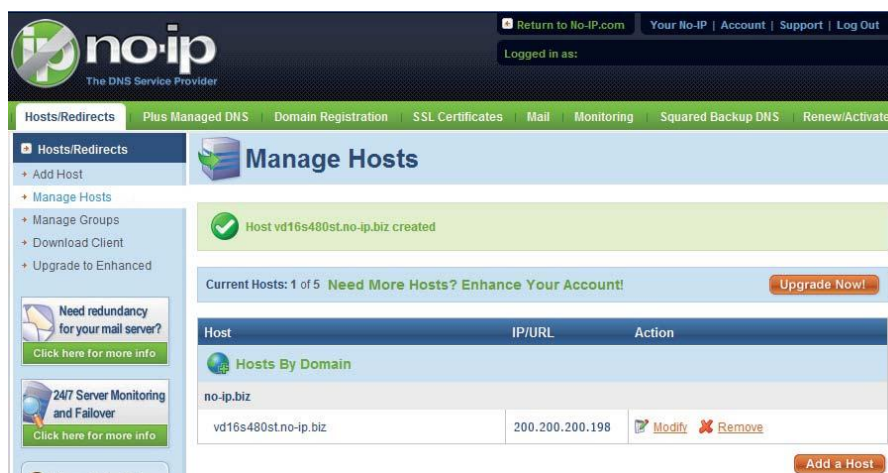 Return to No-IP.com
Your No-IP | Account | Support | Log Out
ip no·ip
The DNS Service Provider
Logged in as:
Hosts/Redirects
Plus Managed DNS
Domain Registration
SSL Certificates
Mail
Monitoring
Squared Backup DNS
Renew/Activate
Hosts/Redirects
Add Host
Manage Hosts
Manage Groups
Download Client
Upgrade to Enhanced
Need redundancy
for your mail server?
Click here for more info
24/7 Server Monitoring
and Failover
Click here for more info
Manage Hosts
Host vd16s480st.no-ip.biz created
Current Hosts: 1 of 5 Need More Hosts? Enhance Your Account!
Upgrade Now!
Host IP/URL Action
Hosts By Domain
no-ip.biz
vd16s480st.no-ip.biz 200.200.200.198 Modify Remove
Add a Host